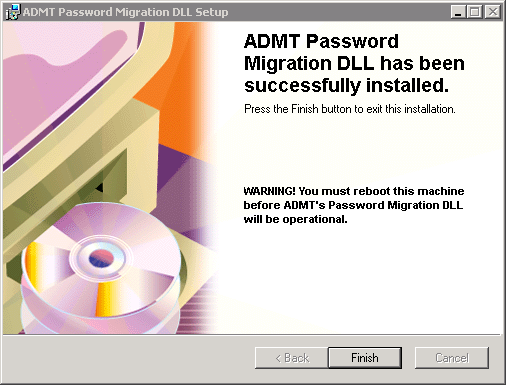 ADMT Password Migration DLL Setup
ADMT Password
Migration DLL has been
successfully installed.
Press the Finish button to exit this installation.
WARNING! You must reboot this machine
before ADMT's Password Migration DLL
will be operational.
< Back Finish Cancel